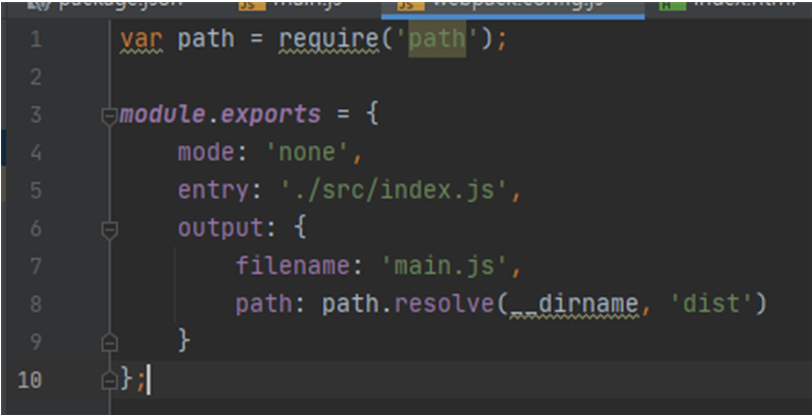 package.json main.js webpack.config.js index.html
1 var path = require('path');
2
3 module.exports = {
4 mode: 'none',
5 entry: './src/index.js',
6 output: {
7 filename: 'main.js',
8 path: path.resolve(__dirname, 'dist')
9 }
10 };